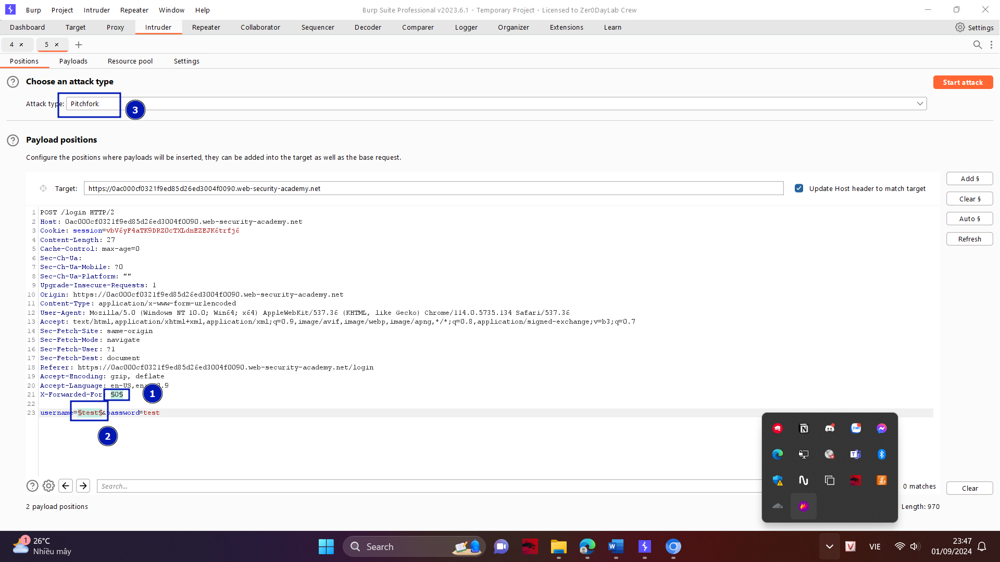 Burp Project Intruder Repeater Window Help
Burp Suite Professional v2023.6.1 - Temporary Project - Licensed to Zer0DayLab Crew
Dashboard Target Proxy Intruder Repeater Collaborator Sequencer Decoder Comparer Logger Organizer Extensions Learn Settings
4 × 5 × +
Positions Payloads Resource pool Settings
? Choose an attack type
Start attack
Attack type: Pitchfork
3
? Payload positions
Configure the positions where payloads will be inserted, they can be added into the target as well as the base request.
Target: https://0ac000cf0321f9ed85d26ed3004f0090.web-security-academy.net
Update Host header to match target
Add §
Clear §
Auto §
Refresh
1 POST /login HTTP/2
2 Host: 0ac000cf0321f9ed85d26ed3004f0090.web-security-academy.net
3 Cookie: session=vbV6yF4aTK9DRZ0cTXLdnEZEJK6trfj6
4 Content-Length: 27
5 Cache-Control: max-age=0
6 Sec-Ch-Ua:
7 Sec-Ch-Ua-Mobile: ?0
8 Sec-Ch-Ua-Platform: ""
9 Upgrade-Insecure-Requests: 1
10 Origin: https://0ac000cf0321f9ed85d26ed3004f0090.web-security-academy.net
11 Content-Type: application/x-www-form-urlencoded
12 User-Agent: Mozilla/5.0 (Windows NT 10.0; Win64; x64) AppleWebKit/537.36 (KHTML, like Gecko) Chrome/114.0.5735.134 Safari/537.36
13 Accept: text/html,application/xhtml+xml,application/xml;q=0.9,image/avif,image/webp,image/apng,*/*;q=0.8,application/signed-exchange;v=b3;q=0.7
14 Sec-Fetch-Site: same-origin
15 Sec-Fetch-Mode: navigate
16 Sec-Fetch-User: ?1
17 Sec-Fetch-Dest: document
18 Referer: https://0ac000cf0321f9ed85d26ed3004f0090.web-security-academy.net/login
19 Accept-Encoding: gzip, deflate
20 Accept-Language: en-US,en .9
21 X-Forwarded-For: §0§
1
22
23 username=§test§&password=test
2
Search...
0 matches
Clear
2 payload positions
Length: 970
Zalo
1
26°C
Nhiều mây
Search
VIE
23:47
01/09/2024